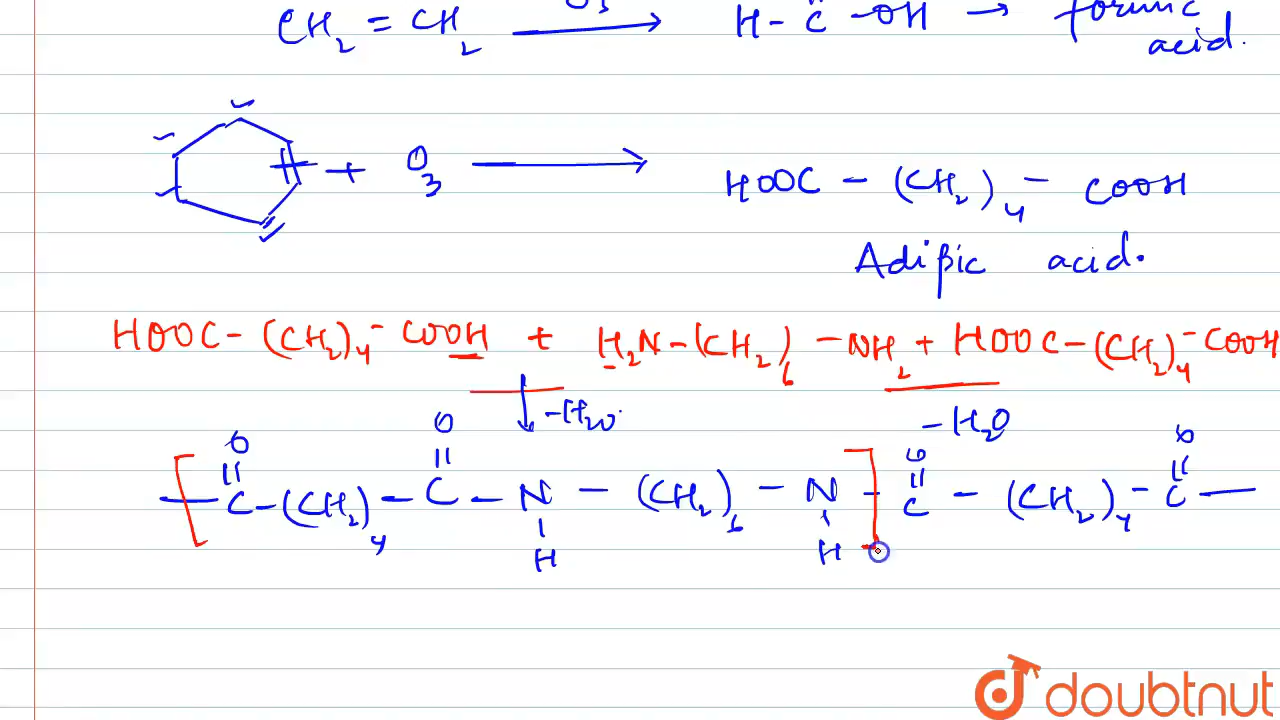 CH2 = CH2 O3 → H - C - OH → formic
acid.
+ O3 → HOOC - (CH2)4 - COOH
Adipic acid.
HOOC - (CH2)4 - COOH + H2N - (CH2)6 - NH2 + HOOC - (CH2)4 - COOH
-H2O -H2O
O O O O
C - (CH2)4 - C - N - (CH2)6 - N - C - (CH2)4 - C -
H H
doubtnut